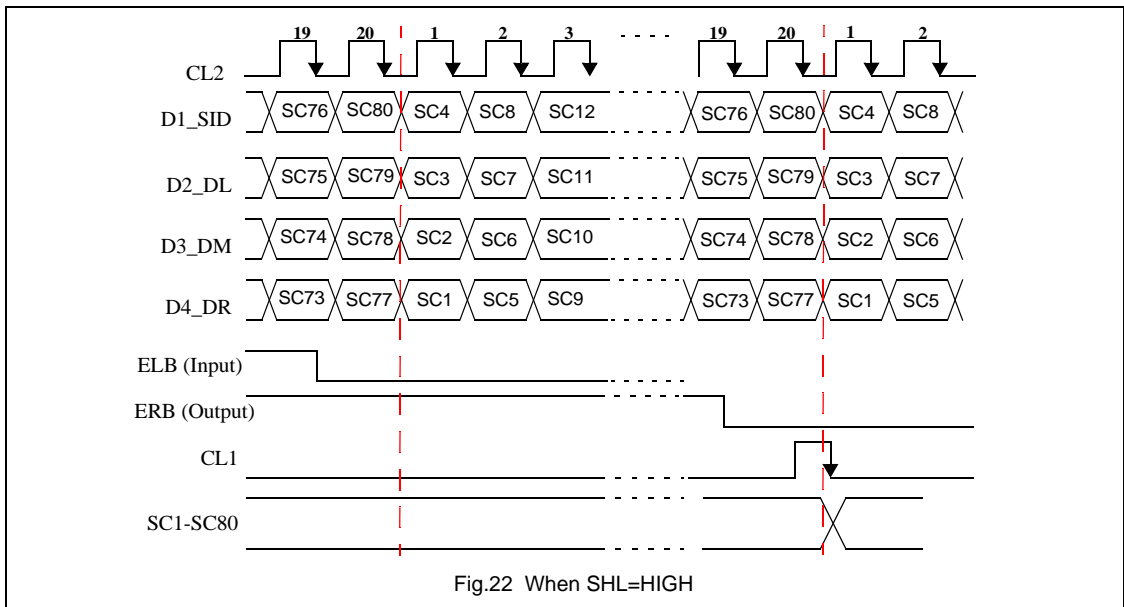 19 20 1 2 3 19 20 1 2
CL2
D1_SID SC76 SC80 SC4 SC8 SC12 SC76 SC80 SC4 SC8
D2_DL SC75 SC79 SC3 SC7 SC11 SC75 SC79 SC3 SC7
D3_DM SC74 SC78 SC2 SC6 SC10 SC74 SC78 SC2 SC6
D4_DR SC73 SC77 SC1 SC5 SC9 SC73 SC77 SC1 SC5
ELB (Input)
ERB (Output)
CL1
SC1-SC80
Fig.22 When SHL=HIGH